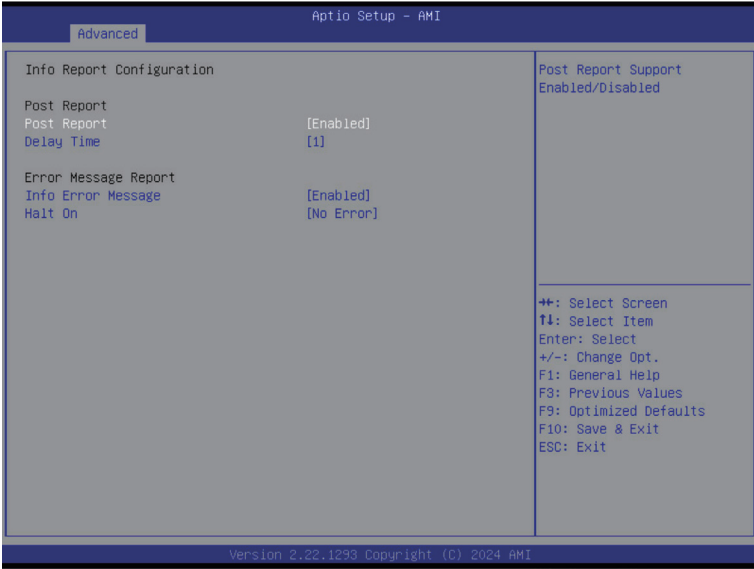 Aptio Setup - AMI
Advanced
Info Report Configuration
Post Report
Post Report [Enabled]
Delay Time [1]
Error Message Report
Info Error Message [Enabled]
Halt On [No Error]
Post Report Support
Enabled/Disabled
→←: Select Screen
↑↓: Select Item
Enter: Select
+/-: Change Opt.
F1: General Help
F3: Previous Values
F9: Optimized Defaults
F10: Save & Exit
ESC: Exit
Version 2.22.1293 Copyright (C) 2024 AMI